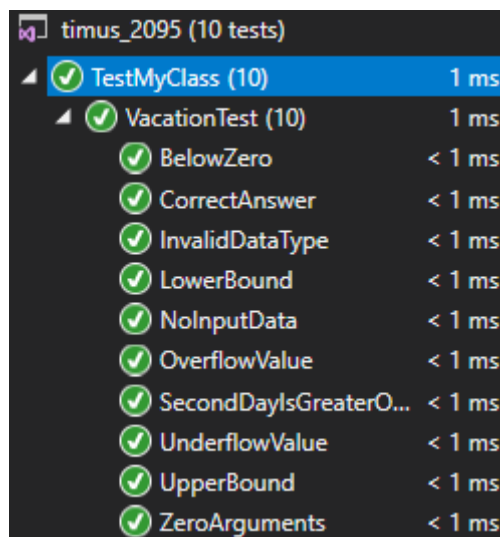 timus_2095 (10 tests)
TestMyClass (10) 1 ms
VacationTest (10) 1 ms
BelowZero < 1 ms
CorrectAnswer < 1 ms
InvalidDataType < 1 ms
LowerBound < 1 ms
NoInputData < 1 ms
OverflowValue < 1 ms
SecondDayIsGreaterO... < 1 ms
UnderflowValue < 1 ms
UpperBound < 1 ms
ZeroArguments < 1 ms